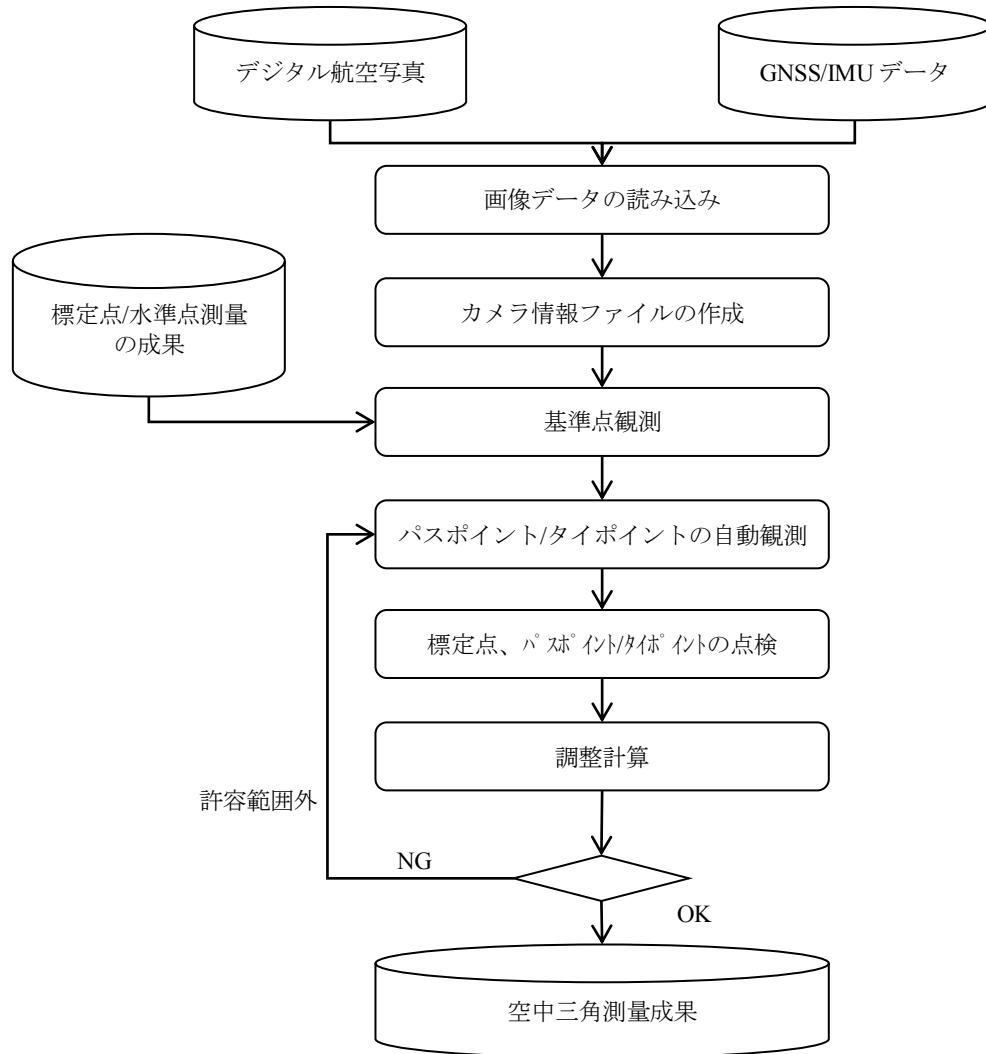 デジタル航空写真
GNSS/IMU データ
画像データの読み込み
カメラ情報ファイルの作成
標定点/水準点測量
の成果
基準点観測
パスポイント/タイポイントの自動観測
標定点、ﾊﾟｽﾎﾟｲﾝﾄ/ﾀｲﾎﾟｲﾝﾄの点検
調整計算
許容範囲外
NG
OK
空中三角測量成果